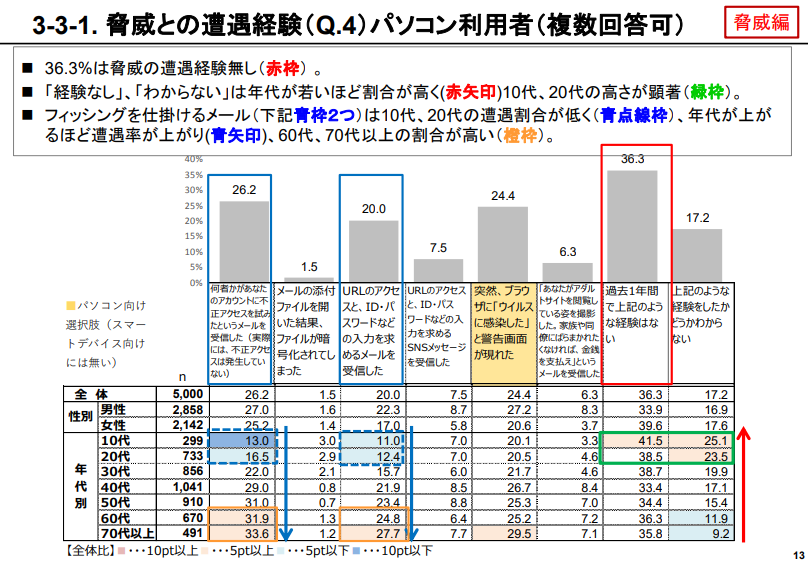 3-3-1. 脅威との遭遇経験（Q.4）パソコン利用者（複数回答可）
脅威編
■ 36.3%は脅威の遭遇経験無し（赤枠）。
■ 「経験なし」、「わからない」は年代が若いほど割合が高く(赤矢印)10代、20代の高さが顕著（緑枠）。
■ フィッシングを仕掛けるメール（下記青枠２つ）は10代、20代の遭遇割合が低く（青点線枠）、年代が上が
るほど遭遇率が上がり(青矢印)、60代、70代以上の割合が高い（橙枠）。
40%
35%
30%
25%
20%
15%
10%
5%
0%
26.2
1.5
20.0
7.5
24.4
6.3
36.3
17.2
■パソコン向け
選択肢（スマー
トデバイス向け
には無い）
何者かがあなた
のアカウントに不
正アクセスを試み
たというメールを
受信した（実際
には、不正アクセ
スは発生してい
ない）
メールの添付
ファイルを開
いた結果、
ファイルが暗
号化されてし
まった
URLのアクセ
スと、ID・パス
ワードなど
の入力を求
めるメールを
受信した
URLのアクセ
スと、ID・パス
ワードなどの入
力を求める
SNSメッセージ
を受信した
突然、ブラウ
ザに「ウイルス
に感染した」
と警告画面
が現れた
「あなたがアダル
トサイトを閲覧し
ている姿を撮影
した。家族や同
僚にばらまかれた
くなければ、金銭
を支払え」という
メールを受信した
過去1年間
で上記のよう
な経験はな
い
上記のような
経験をしたか
どうかわから
ない
n
全 体 5,000 26.2 1.5 20.0 7.5 24.4 6.3 36.3 17.2
性別 男性 2,858 27.0 1.6 22.3 8.7 27.2 8.3 33.9 16.9
女性 2,142 25.2 1.4 17.0 5.8 20.6 3.7 39.6 17.6
年代別 10代 299 13.0 3.0 11.0 7.0 20.1 3.3 41.5 25.1
20代 733 16.5 2.9 12.4 7.0 20.5 4.6 38.5 23.5
30代 856 22.0 2.1 15.7 6.0 21.7 4.6 38.7 19.9
40代 1,041 29.0 0.8 21.9 8.5 26.7 8.4 33.4 17.1
50代 910 31.0 0.7 23.4 8.8 25.3 7.0 34.4 15.4
60代 670 31.9 1.3 24.8 6.4 25.2 7.2 36.3 11.9
70代以上 491 33.6 1.2 27.7 7.7 29.5 7.1 35.8 9.2
【全体比】■・・・10pt以上 ■・・・5pt以上 ■・・・5pt以下 ■・・・10pt以下
13